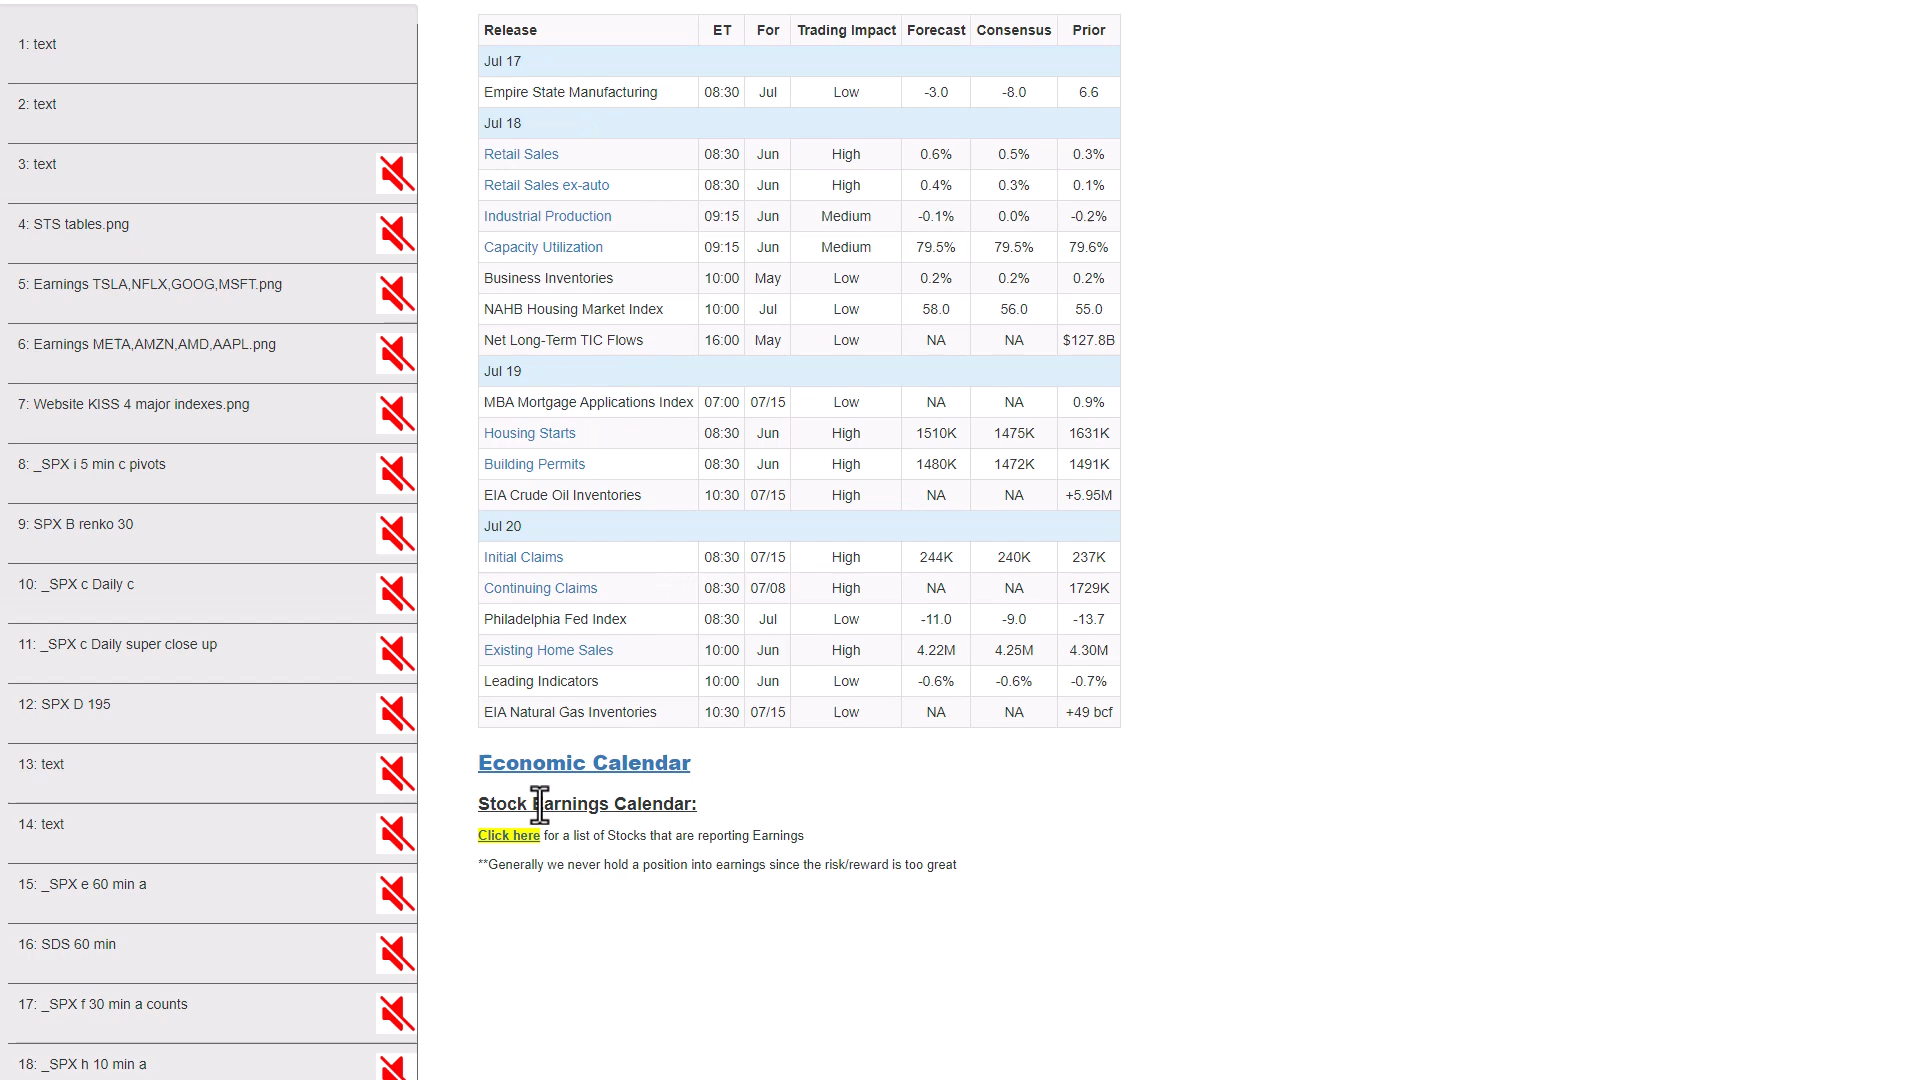 1: text
2: text
3: text
4: STS tables.png
5: Earnings TSLA,NFLX,GOOG,MSFT.png
6: Earnings META,AMZN,AMD,AAPL.png
7: Website KISS 4 major indexes.png
8: _SPX i 5 min c pivots
9: SPX B renko 30
10: _SPX c Daily c
11: _SPX c Daily super close up
12: SPX D 195
13: text
14: text
15: _SPX e 60 min a
16: SDS 60 min
17: _SPX f 30 min a counts
18: _SPX h 10 min a
Release ET For Trading Impact Forecast Consensus Prior
Jul 17
Empire State Manufacturing 08:30 Jul Low -3.0 -8.0 6.6
Jul 18
Retail Sales 08:30 Jun High 0.6% 0.5% 0.3%
Retail Sales ex-auto 08:30 Jun High 0.4% 0.3% 0.1%
Industrial Production 09:15 Jun Medium -0.1% 0.0% -0.2%
Capacity Utilization 09:15 Jun Medium 79.5% 79.5% 79.6%
Business Inventories 10:00 May Low 0.2% 0.2% 0.2%
NAHB Housing Market Index 10:00 Jul Low 58.0 56.0 55.0
Net Long-Term TIC Flows 16:00 May Low NA NA $127.8B
Jul 19
MBA Mortgage Applications Index 07:00 07/15 Low NA NA 0.9%
Housing Starts 08:30 Jun High 1510K 1475K 1631K
Building Permits 08:30 Jun High 1480K 1472K 1491K
EIA Crude Oil Inventories 10:30 07/15 High NA NA +5.95M
Jul 20
Initial Claims 08:30 07/15 High 244K 240K 237K
Continuing Claims 08:30 07/08 High NA NA 1729K
Philadelphia Fed Index 08:30 Jul Low -11.0 -9.0 -13.7
Existing Home Sales 10:00 Jun High 4.22M 4.25M 4.30M
Leading Indicators 10:00 Jun Low -0.6% -0.6% -0.7%
EIA Natural Gas Inventories 10:30 07/15 Low NA NA +49 bcf
Economic Calendar
Stock Earnings Calendar:
Click here for a list of Stocks that are reporting Earnings
**Generally we never hold a position into earnings since the risk/reward is too great